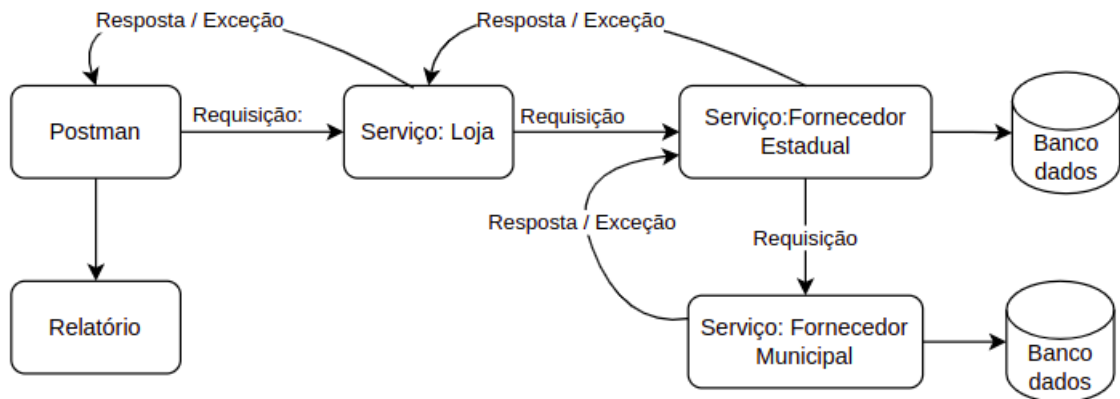 Resposta / Exceção
Resposta / Exceção
Postman
Requisição:
Serviço: Loja
Requisição
Serviço:Fornecedor
Estadual
Banco
dados
Resposta / Exceção
Requisição
Relatório
Serviço: Fornecedor
Municipal
Banco
dados